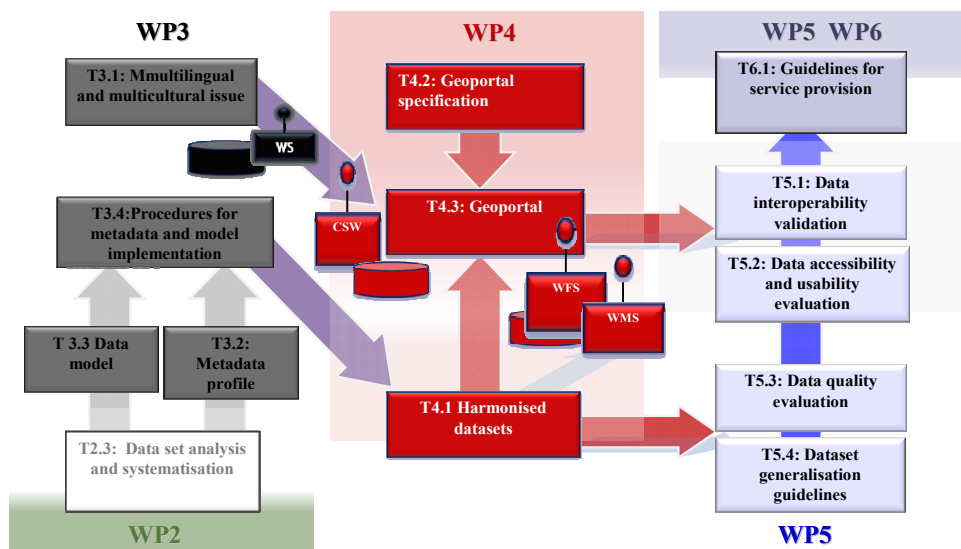 WP3
WP4
WP5 WP6
T3.1: Mmultilingual
and multicultural issue
WS
T4.2: Geoportal
specification
T6.1: Guidelines for
service provision
T3.4:Procedures for
metadata and model
implementation
CSW
T4.3: Geoportal
WFS
WMS
T5.1: Data
interoperability
validation
T5.2: Data accessibility
and usability
evaluation
T 3.3 Data
model
T3.2:
Metadata
profile
T4.1 Harmonised
datasets
T5.3: Data quality
evaluation
T5.4: Dataset
generalisation
guidelines
T2.3: Data set analysis
and systematisation
WP2
WP5